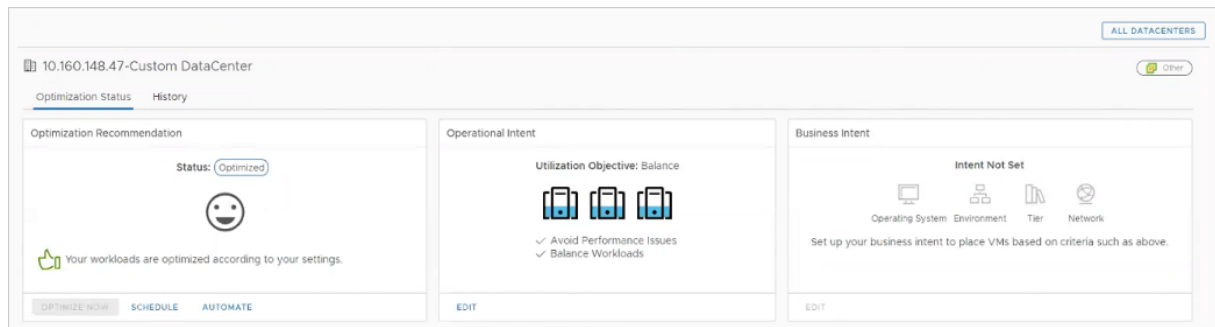 ALL DATACENTERS
10.160.148.47-Custom DataCenter
Other
Optimization Status History
Optimization Recommendation
Status: Optimized
Your workloads are optimized according to your settings.
OPTIMIZE NOW SCHEDULE AUTOMATE
Operational Intent
Utilization Objective: Balance
Avoid Performance Issues
Balance Workloads
EDIT
Business Intent
Intent Not Set
Operating System Environment Tier Network
Set up your business intent to place VMs based on criteria such as above.
EDIT